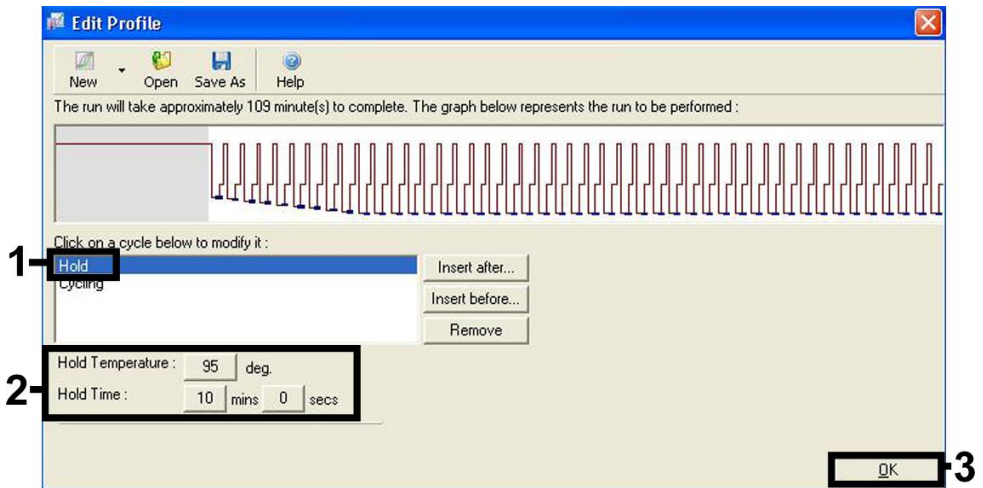 Edit Profile
New Open Save As Help
The run will take approximately 109 minute(s) to complete. The graph below represents the run to be performed :
Click on a cycle below to modify it :
1
Hold
Insert after...
Cycling
Insert before...
Remove
2
Hold Temperature : 95 deg.
Hold Time : 10 mins 0 secs
OK
3